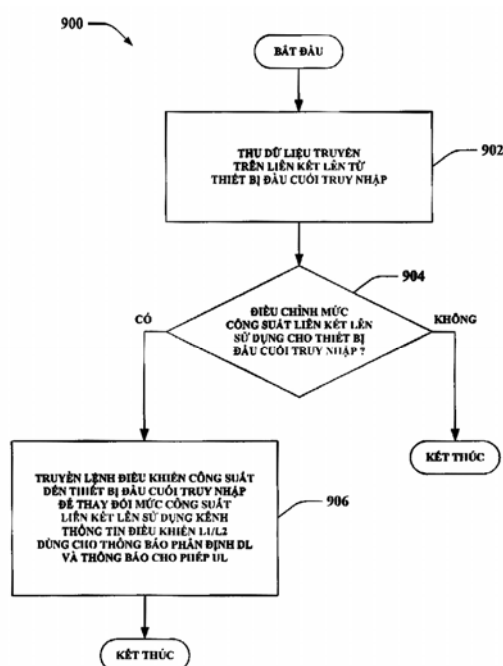 900
BẮT ĐẦU
THU DỮ LIỆU TRUYỀN
TRÊN LIÊN KẾT LÊN TỪ
THIẾT BỊ ĐẦU CUỐI TRUY NHẬP
902
904
ĐIỀU CHỈNH MỨC
CÔNG SUẤT LIÊN KẾT LÊN
SỬ DỤNG CHO THIẾT BỊ
ĐẦU CUỐI TRUY NHẬP ?
CÓ
KHÔNG
KẾT THÚC
TRUYỀN LỆNH ĐIỀU KHIỂN CÔNG SUẤT
ĐẾN THIẾT BỊ ĐẦU CUỐI TRUY NHẬP
ĐỂ THAY ĐỔI MỨC CÔNG SUẤT
LIÊN KẾT LÊN SỬ DỤNG KÊNH
THÔNG TIN ĐIỀU KHIỂN L1/L2
DÙNG CHO THÔNG BÁO PHÂN ĐỊNH DL
VÀ THÔNG BÁO CHO PHÉP UL
906
KẾT THÚC